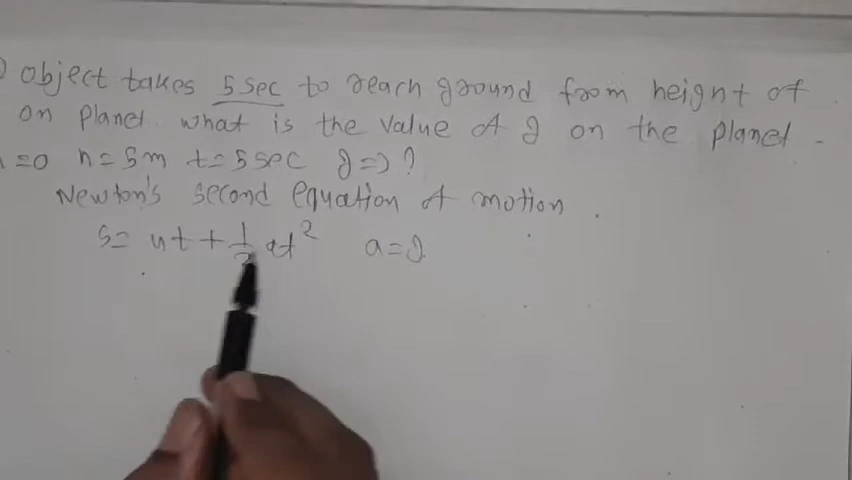 object takes 5 sec to reach ground from height of
on planet. what is the value of g on the planet.
=0 h=5m t=5sec g=>?
Newton's second equation of motion.
s= ut + 1/2 at² a=g